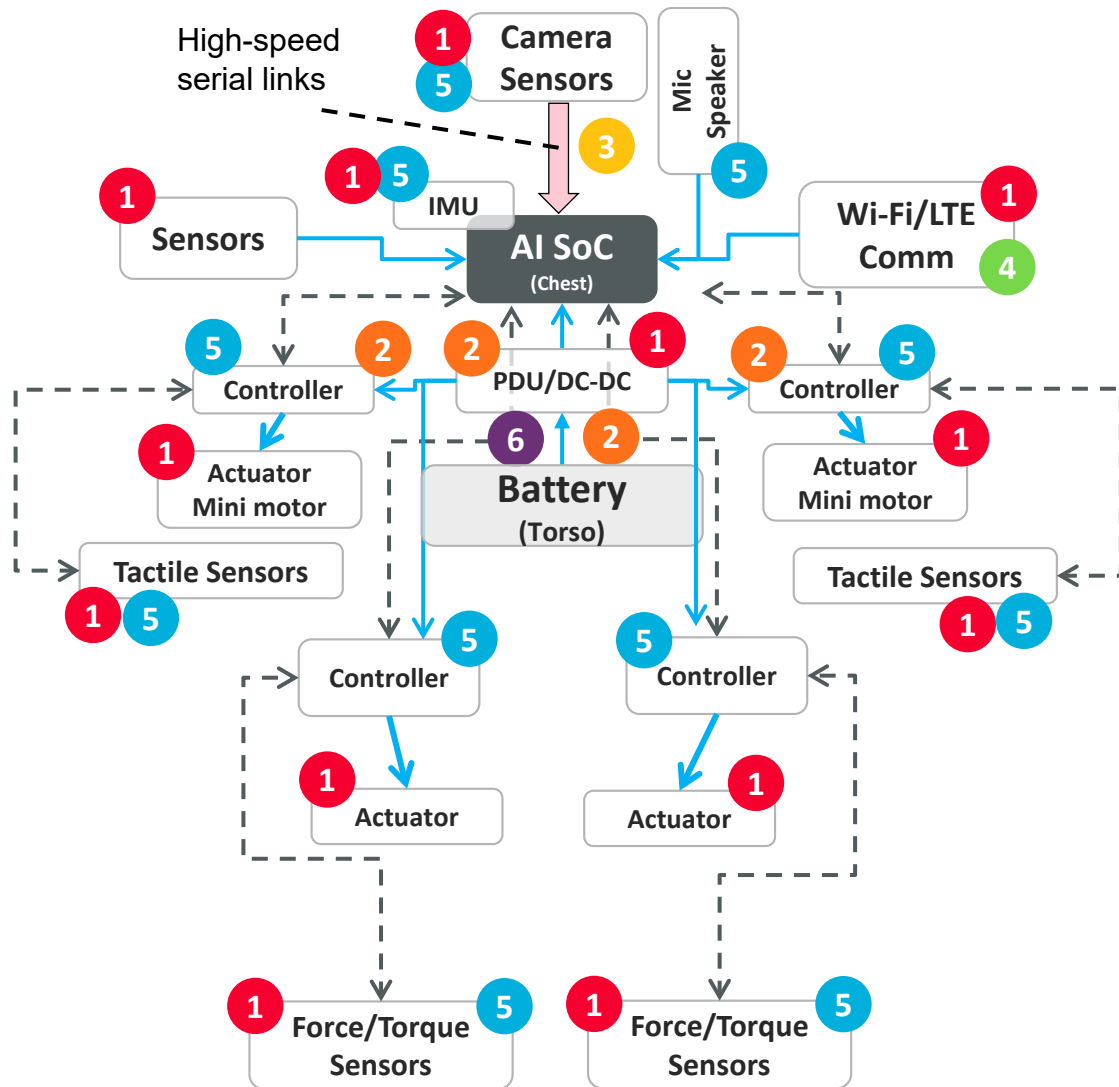 High-speed
serial links
1
5
Camera
Sensors
3
Mic
Speaker
5
1
Sensors
1
5
IMU
AI SoC
(Chest)
1
Wi-Fi/LTE
Comm
4
5
2
Controller
2
1
PDU/DC-DC
2
5
Controller
6
2
1
Actuator
Mini motor
Battery
(Torso)
1
Actuator
Mini motor
Tactile Sensors
1
5
Tactile Sensors
1
5
5
Controller
5
Controller
1
Actuator
1
Actuator
1
5
Force/Torque
Sensors
1
5
Force/Torque
Sensors